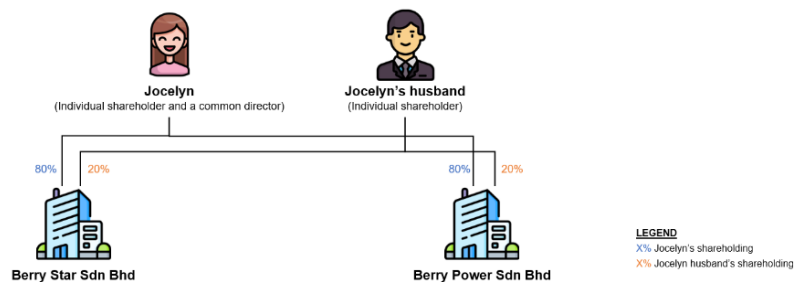 Jocelyn
(Individual shareholder and a common director)
Jocelyn's husband
(Individual shareholder)
80%
20%
80%
20%
Berry Star Sdn Bhd
Berry Power Sdn Bhd
LEGEND
X% Jocelyn's shareholding
X% Jocelyn husband's shareholding